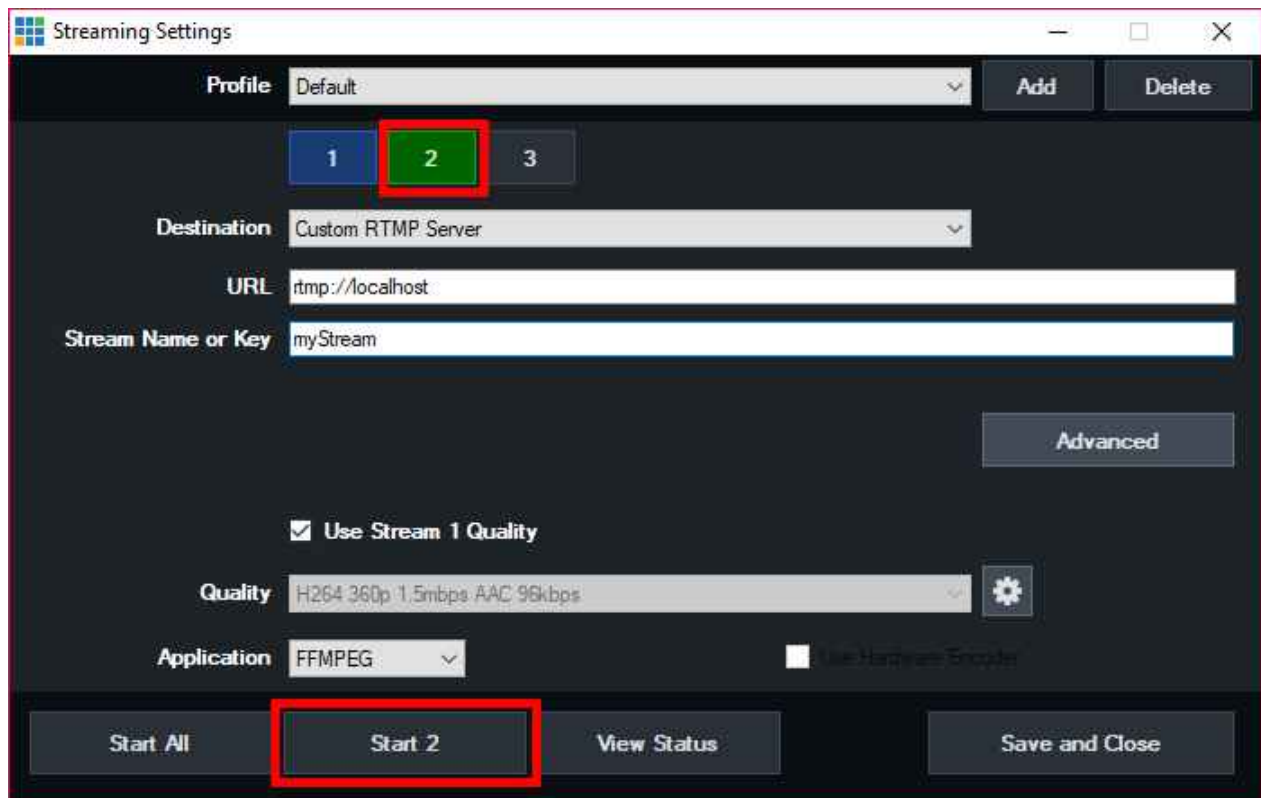 Streaming Settings
Profile Default Add Delete
1 2 3
Destination Custom RTMP Server
URL rtmp://localhost
Stream Name or Key myStream
Advanced
Use Stream 1 Quality
Quality H264 360p 1.5mbps AAC 96kbps
Application FFMPEG Use Hardware Encoder
Start All Start 2 View Status Save and Close